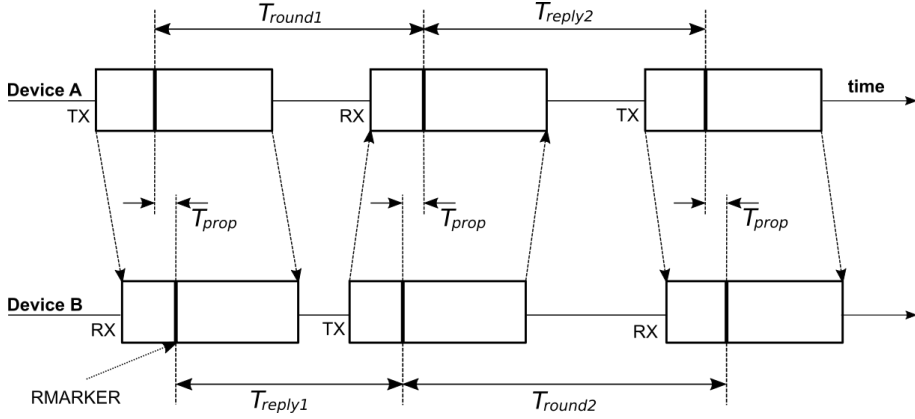 Tround1 Treply2
Device A time
TX RX TX
Tprop Tprop Tprop
Device B
RX TX RX
RMARKER
Treply1 Tround2